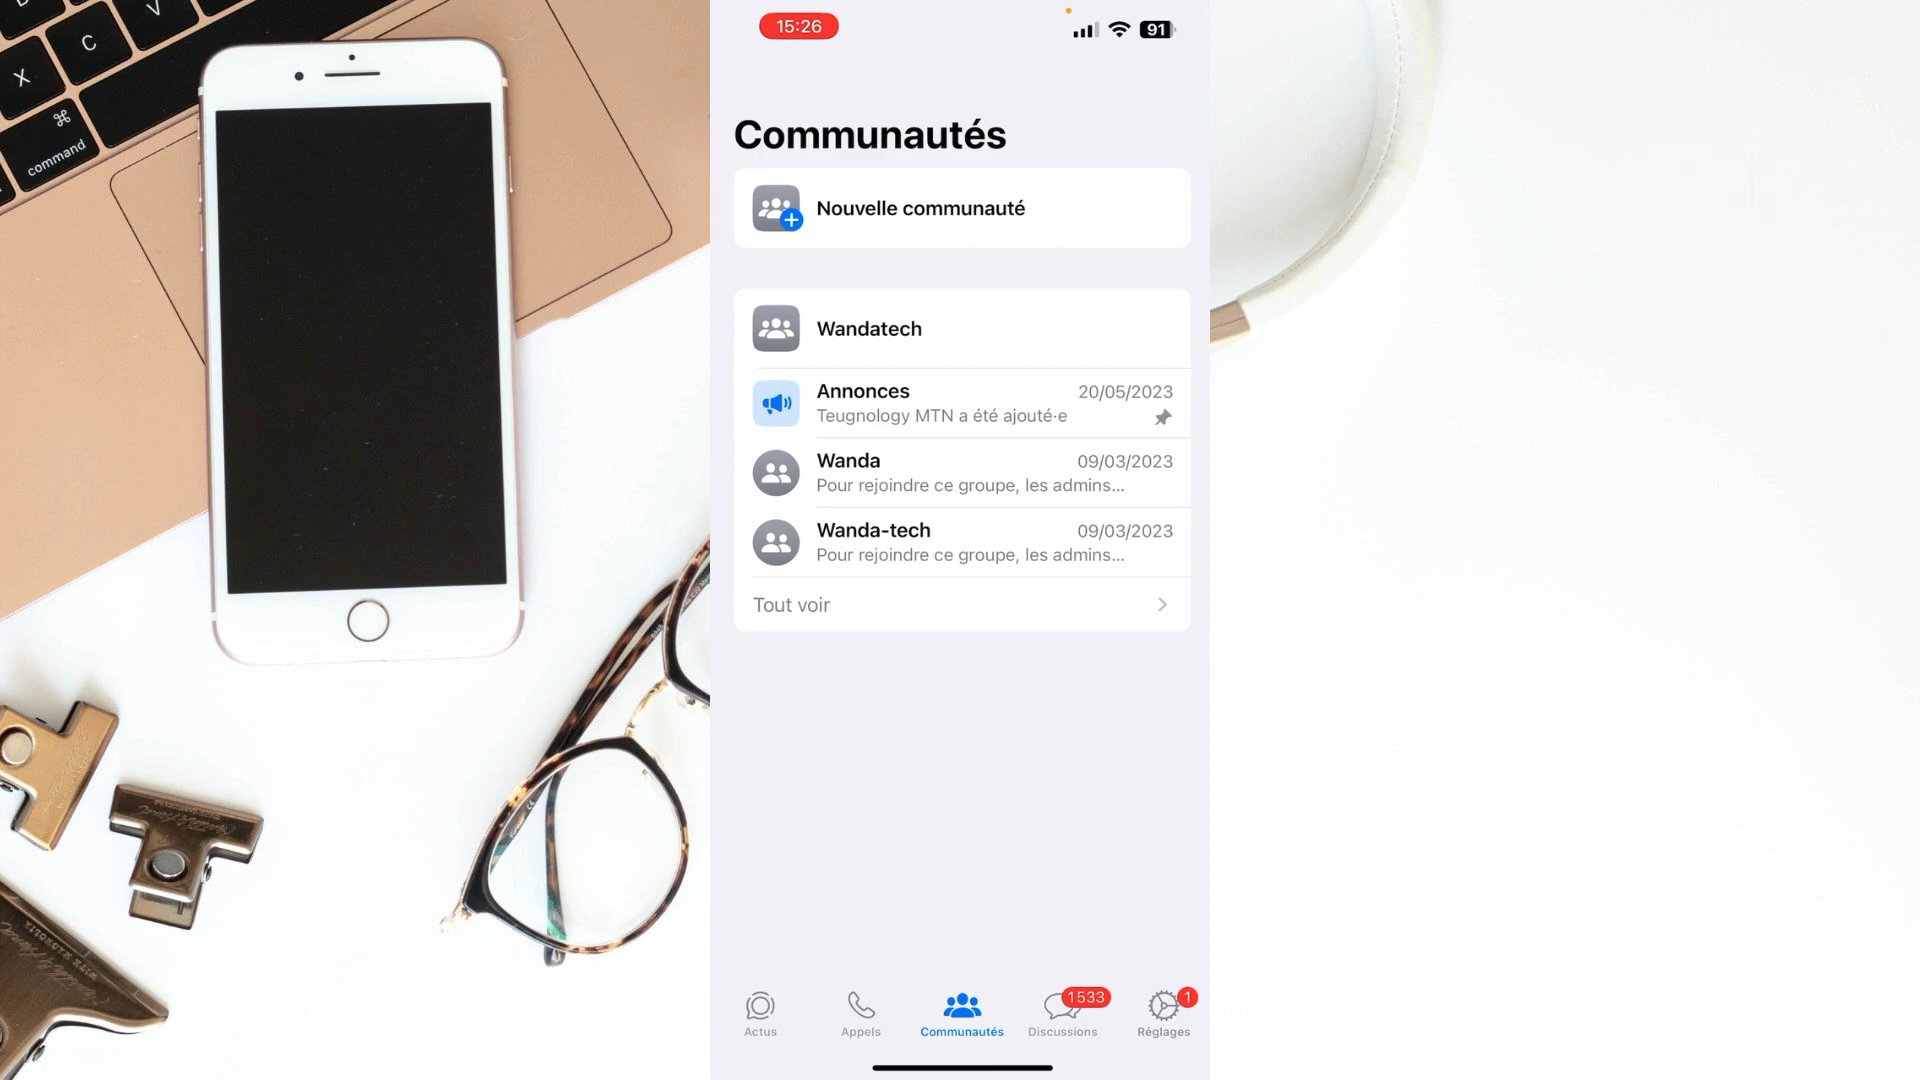 C
V
X
⌘
command
15:26
91
Communautés
Nouvelle communauté
Wandatech
Annonces
20/05/2023
Teugnology MTN a été ajouté·e
Wanda
09/03/2023
Pour rejoindre ce groupe, les admins...
Wanda-tech
09/03/2023
Pour rejoindre ce groupe, les admins...
Tout voir
Actus
Appels
Communautés
1533
Discussions
1
Réglages